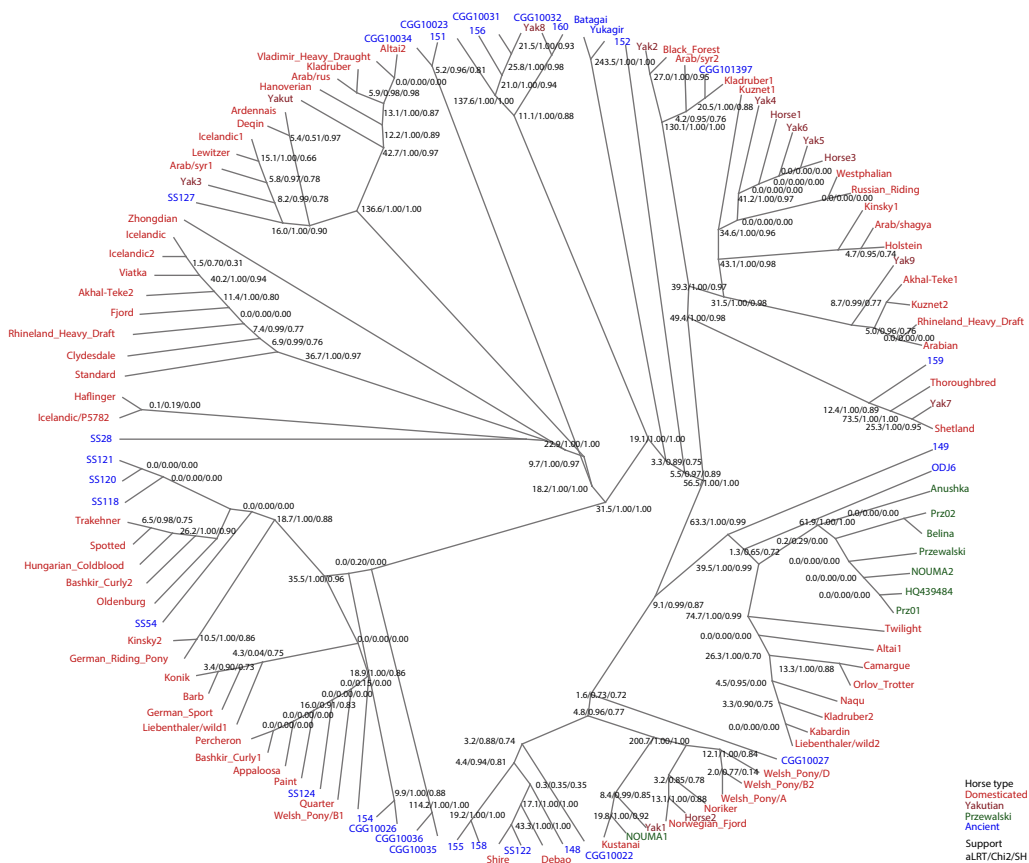 CGG10031
CGG10032
Batagai
CGG10023
156
Yak8
160
Yukagir
CGG10034
151
152
Yak2
Altai2
Black_Forest
Vladimir_Heavy_Draught
Arab/syr2
Kladruber
CGG101397
Arab/rus
Kladruber1
Hanoverian
Kuznet1
Yakut
Yak4
Ardennais
Horse1
Deqin
Yak6
Icelandic1
Yak5
Lewitzer
Horse3
Arab/syr1
Westphalian
Yak3
Russian_Riding
SS127
Kinsky1
Zhongdian
Arab/shagya
Icelandic
Holstein
Icelandic2
Yak9
Viatka
Akhal-Teke1
Akhal-Teke2
Kuznet2
Fjord
Rhineland_Heavy_Draft
Rhineland_Heavy_Draft
Arabian
Clydesdale
159
Standard
Thoroughbred
Haflinger
Yak7
Icelandic/P5782
Shetland
SS28
149
SS121
ODJ6
SS120
Anushka
SS118
Prz02
Trakehner
Belina
Spotted
Przewalski
Hungarian_Coldblood
NOUMA2
Bashkir_Curly2
HQ439484
Oldenburg
Prz01
SS54
Twilight
Kinsky2
Altai1
German_Riding_Pony
Camargue
Konik
Orlov_Trotter
Barb
Naqu
German_Sport
Kladruber2
Liebenthaler/wild1
Kabardin
Percheron
Liebenthaler/wild2
Bashkir_Curly1
CGG10027
Appaloosa
Welsh_Pony/D
Paint
Welsh_Pony/B2
SS124
Welsh_Pony/A
Quarter
Noriker
Welsh_Pony/B1
Horse2
154
Norwegian_Fjord
CGG10026
Yak1
CGG10036
NOUMA1
CGG10035
Kustanai
155
158
SS122
148
CGG10022
Shire
Debao
5.2/0.96/0.81
21.5/1.00/0.93
25.8/1.00/0.98
21.0/1.00/0.94
137.6/1.00/1.00
11.1/1.00/0.88
243.5/1.00/1.00
27.0/1.00/0.95
20.5/1.00/0.88
4.2/0.95/0.76
130.1/1.00/1.00
0.0/0.00/0.00
5.9/0.98/0.98
13.1/1.00/0.87
12.2/1.00/0.89
42.7/1.00/0.97
5.4/0.51/0.97
15.1/1.00/0.66
5.8/0.97/0.78
8.2/0.99/0.78
16.0/1.00/0.90
136.6/1.00/1.00
0.0/0.00/0.00
0.0/0.00/0.00
0.0/0.00/0.00
41.2/1.00/0.97
0.0/0.00/0.00
34.6/1.00/0.96
4.7/0.95/0.74
43.1/1.00/0.98
39.3/1.00/0.97
31.5/1.00/0.98
49.4/1.00/0.98
8.7/0.99/0.77
5.0/0.96/0.76
0.0/0.00/0.00
1.5/0.70/0.31
40.2/1.00/0.94
11.4/1.00/0.80
0.0/0.00/0.00
7.4/0.99/0.77
6.9/0.99/0.76
36.7/1.00/0.97
12.4/1.00/0.89
73.5/1.00/1.00
25.3/1.00/0.95
0.1/0.19/0.00
22.9/1.00/1.00
9.7/1.00/0.97
18.2/1.00/1.00
31.5/1.00/1.00
19.1/1.00/1.00
3.3/0.89/0.75
5.5/0.97/0.89
56.5/1.00/1.00
0.0/0.00/0.00
0.0/0.00/0.00
0.0/0.00/0.00
18.7/1.00/0.88
6.5/0.98/0.75
26.2/1.00/0.90
35.5/1.00/0.96
0.0/0.20/0.00
10.5/1.00/0.86
4.3/0.04/0.75
3.4/0.90/0.73
0.0/0.00/0.00
18.9/1.00/0.86
0.0/0.15/0.00
0.0/0.00/0.00
16.0/0.91/0.83
0.0/0.00/0.00
0.0/0.00/0.00
9.9/1.00/0.88
114.2/1.00/1.00
63.3/1.00/0.99
61.9/1.00/1.00
0.0/0.00/0.00
0.2/0.29/0.00
1.3/0.65/0.72
39.5/1.00/0.99
0.0/0.00/0.00
0.0/0.00/0.00
0.0/0.00/0.00
9.1/0.99/0.87
74.7/1.00/0.99
0.0/0.00/0.00
26.3/1.00/0.70
13.3/1.00/0.88
4.5/0.95/0.00
3.3/0.90/0.75
0.0/0.00/0.00
1.6/0.73/0.72
4.8/0.96/0.77
3.2/0.88/0.74
4.4/0.94/0.81
0.3/0.35/0.35
17.1/1.00/1.00
19.2/1.00/1.00
43.3/1.00/1.00
200.7/1.00/1.00
12.1/1.00/0.84
2.0/0.77/0.14
3.2/0.85/0.78
8.4/0.99/0.85
13.1/1.00/0.88
19.8/1.00/0.92
Horse type
Domesticated
Yakutian
Przewalski
Ancient
Support
aLRT/Chi2/SH